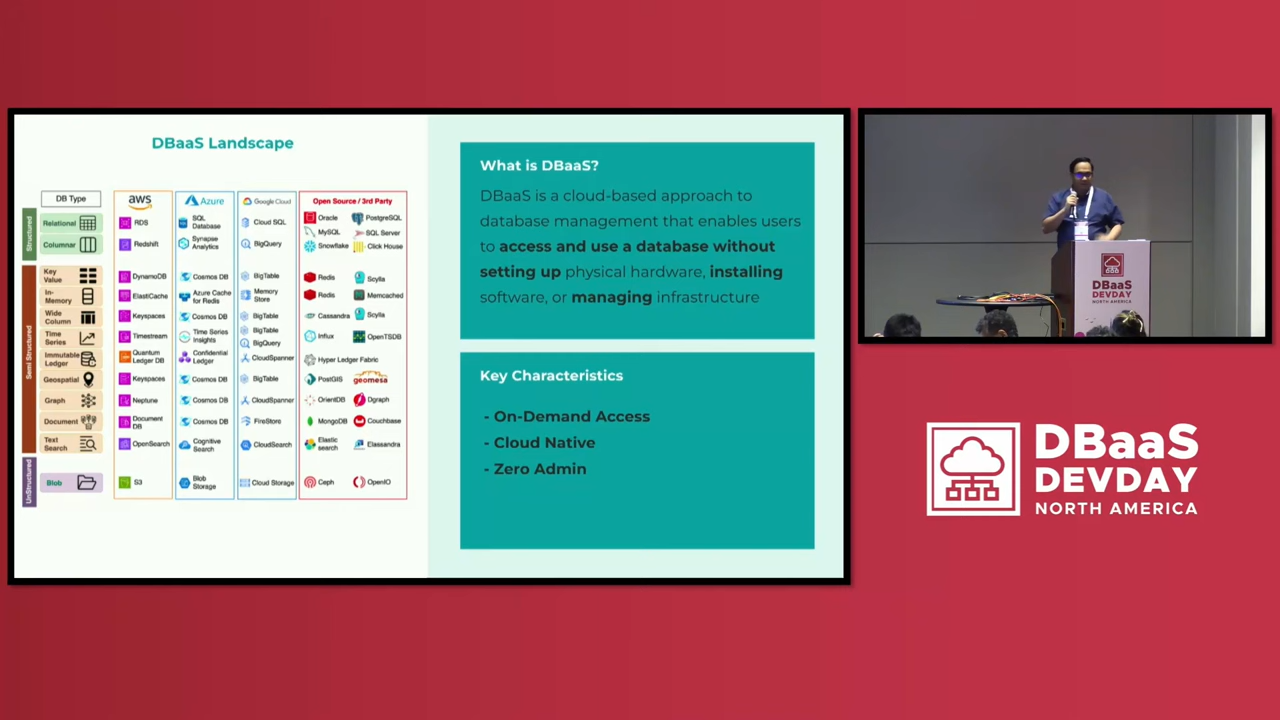 DBaaS Landscape
DB Type
aws
Azure
Google Cloud
Open Source / 3rd Party
Structured
Relational
RDS
SQL
Database
Cloud SQL
Oracle
PostgreSQL
MySQL
SQL Server
Columnar
Redshift
Synapse
Analytics
BigQuery
Snowflake
Click House
Semi Structured
Key
Value
DynamoDB
Cosmos DB
BigTable
Redis
Scylla
In-
Memory
ElastiCache
Azure Cache
for Redis
Memory
Store
Redis
Memcached
Wide
Column
Keyspaces
Cosmos DB
BigTable
Cassandra
Scylla
Time
Series
Timestream
Time Series
Insights
BigTable
BigQuery
Influx
OpenTSDB
Immutable
Ledger
Quantum
Ledger DB
Confidential
Ledger
CloudSpanner
Hyper Ledger Fabric
Geospatial
Keyspaces
Cosmos DB
BigTable
PostGIS
geomesa
Graph
Neptune
Cosmos DB
CloudSpanner
OrientDB
Dgraph
Document
Document
DB
Cosmos DB
FireStore
MongoDB
Couchbase
Text
Search
OpenSearch
Cognitive
Search
CloudSearch
Elastic
search
Elassandra
UnStructured
Blob
S3
Blob
Storage
Cloud Storage
Ceph
OpenIO
What is DBaaS?
DBaaS is a cloud-based approach to
database management that enables users
to access and use a database without
setting up physical hardware, installing
software, or managing infrastructure
Key Characteristics
- On-Demand Access
- Cloud Native
- Zero Admin
DBaaS
DEVDAY
NORTH AMERICA
DBaaS
DEVDAY
NORTH AMERICA